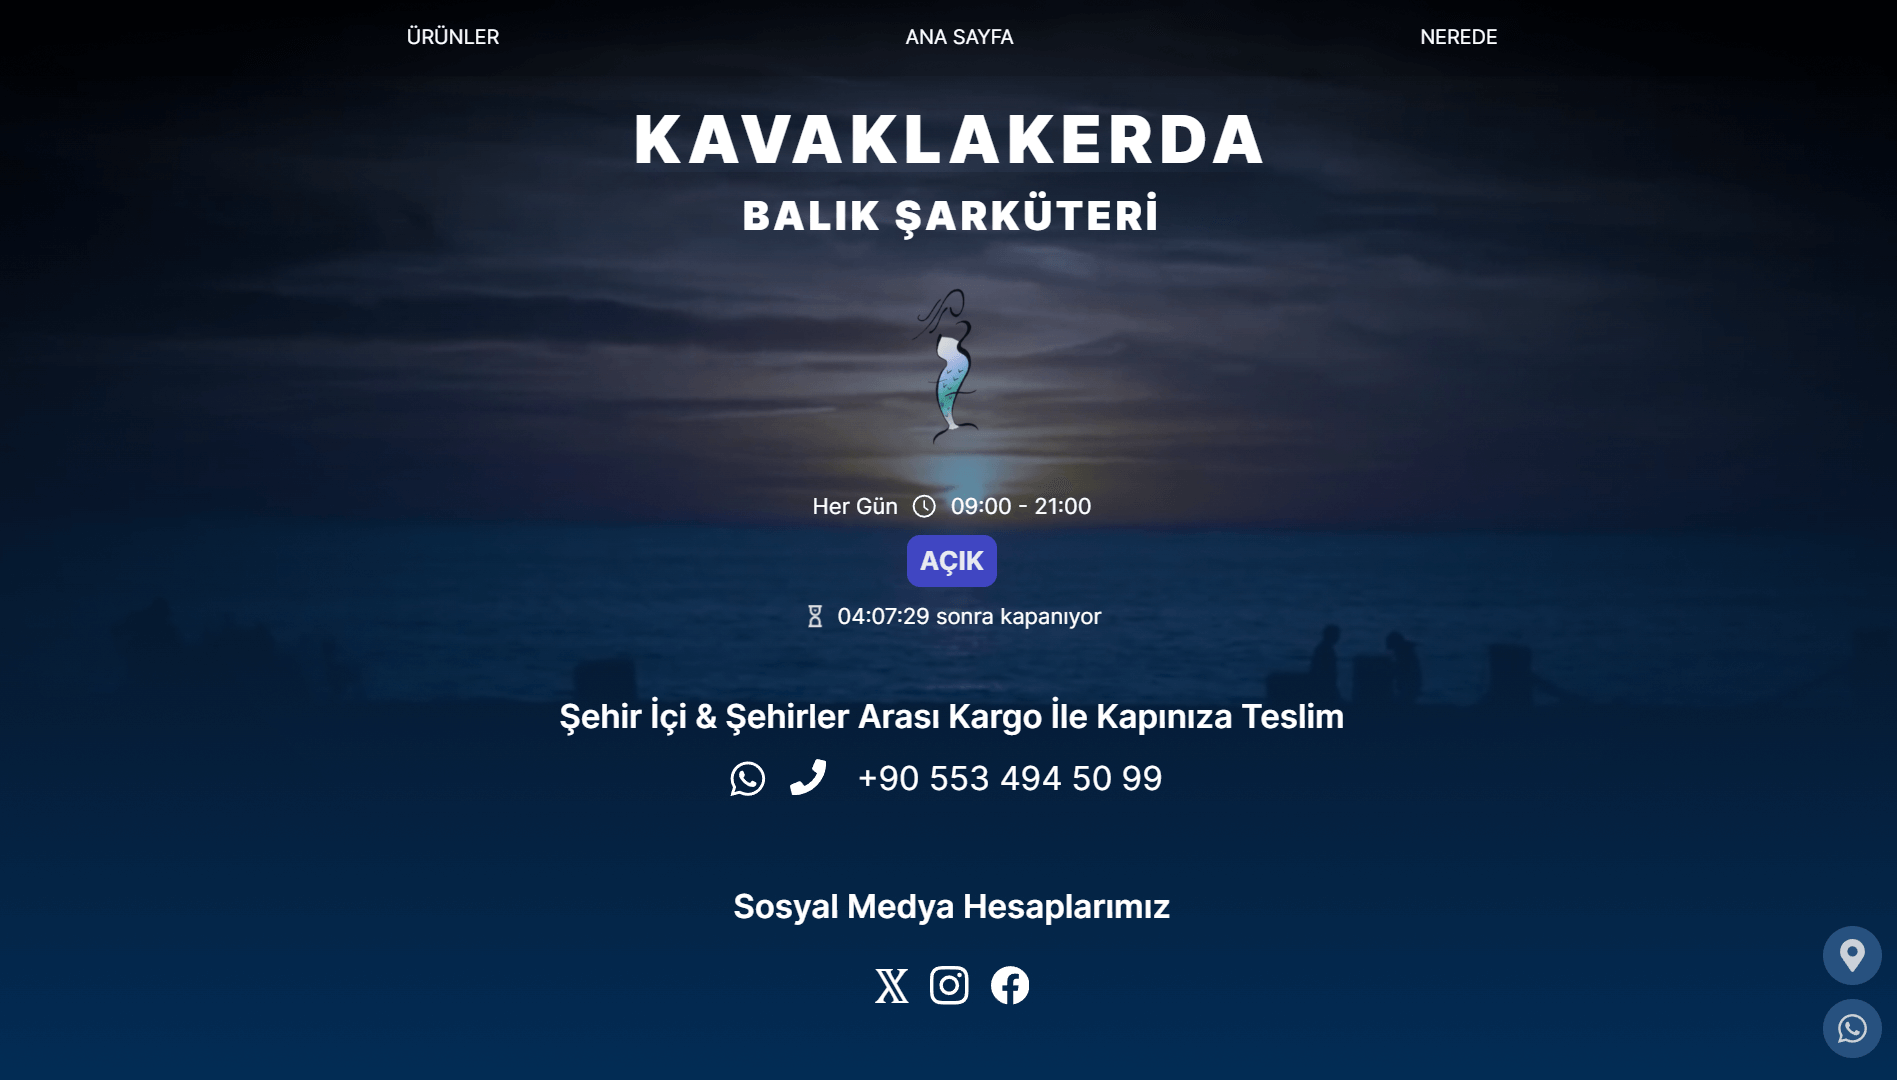 ÜRÜNLER ANA SAYFA NEREDE
KAVAKLAKERDA
BALIK ŞARKÜTERİ
Her Gün 09:00 - 21:00
AÇIK
04:07:29 sonra kapanıyor
Şehir İçi & Şehirler Arası Kargo İle Kapınıza Teslim
+90 553 494 50 99
Sosyal Medya Hesaplarımız